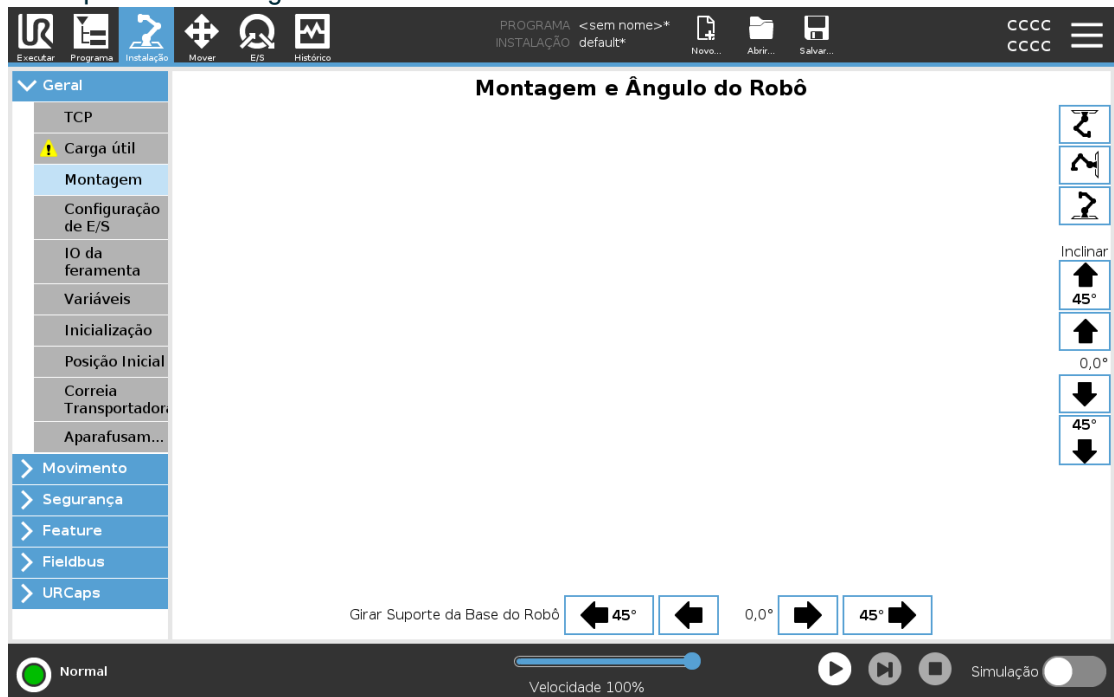 PROGRAMA <sem nome>*
INSTALAÇÃO default*
UR
Executar
Programa
Instalação
Mover
E/S
Histórico
Novo...
Abrir...
Salvar...
CCCC
CCCC
Geral
TCP
Carga útil
Montagem
Configuração
de E/S
IO da
feramenta
Variáveis
Inicialização
Posição Inicial
Correia
Aparafusam...
Movimento
Segurança
Feature
Fieldbus
URCaps
Montagem e Ângulo do Robô
Inclinar
45°
0,0°
45°
Girar Suporte da Base do Robô
45°
0,0°
45°
Normal
Velocidade 100%
Simulação